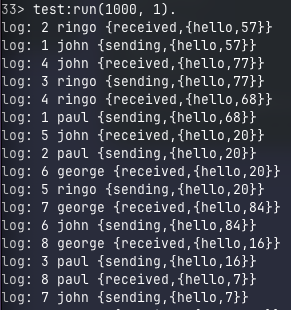 33> test:run(1000, 1).
log: 2 ringo {received,{hello,57}}
log: 1 john {sending,{hello,57}}
log: 4 john {received,{hello,77}}
log: 3 ringo {sending,{hello,77}}
log: 4 ringo {received,{hello,68}}
log: 1 paul {sending,{hello,68}}
log: 5 john {received,{hello,20}}
log: 2 paul {sending,{hello,20}}
log: 6 george {received,{hello,20}}
log: 5 ringo {sending,{hello,20}}
log: 7 george {received,{hello,84}}
log: 6 john {sending,{hello,84}}
log: 8 george {received,{hello,16}}
log: 3 paul {sending,{hello,16}}
log: 8 paul {received,{hello,7}}
log: 7 john {sending,{hello,7}}